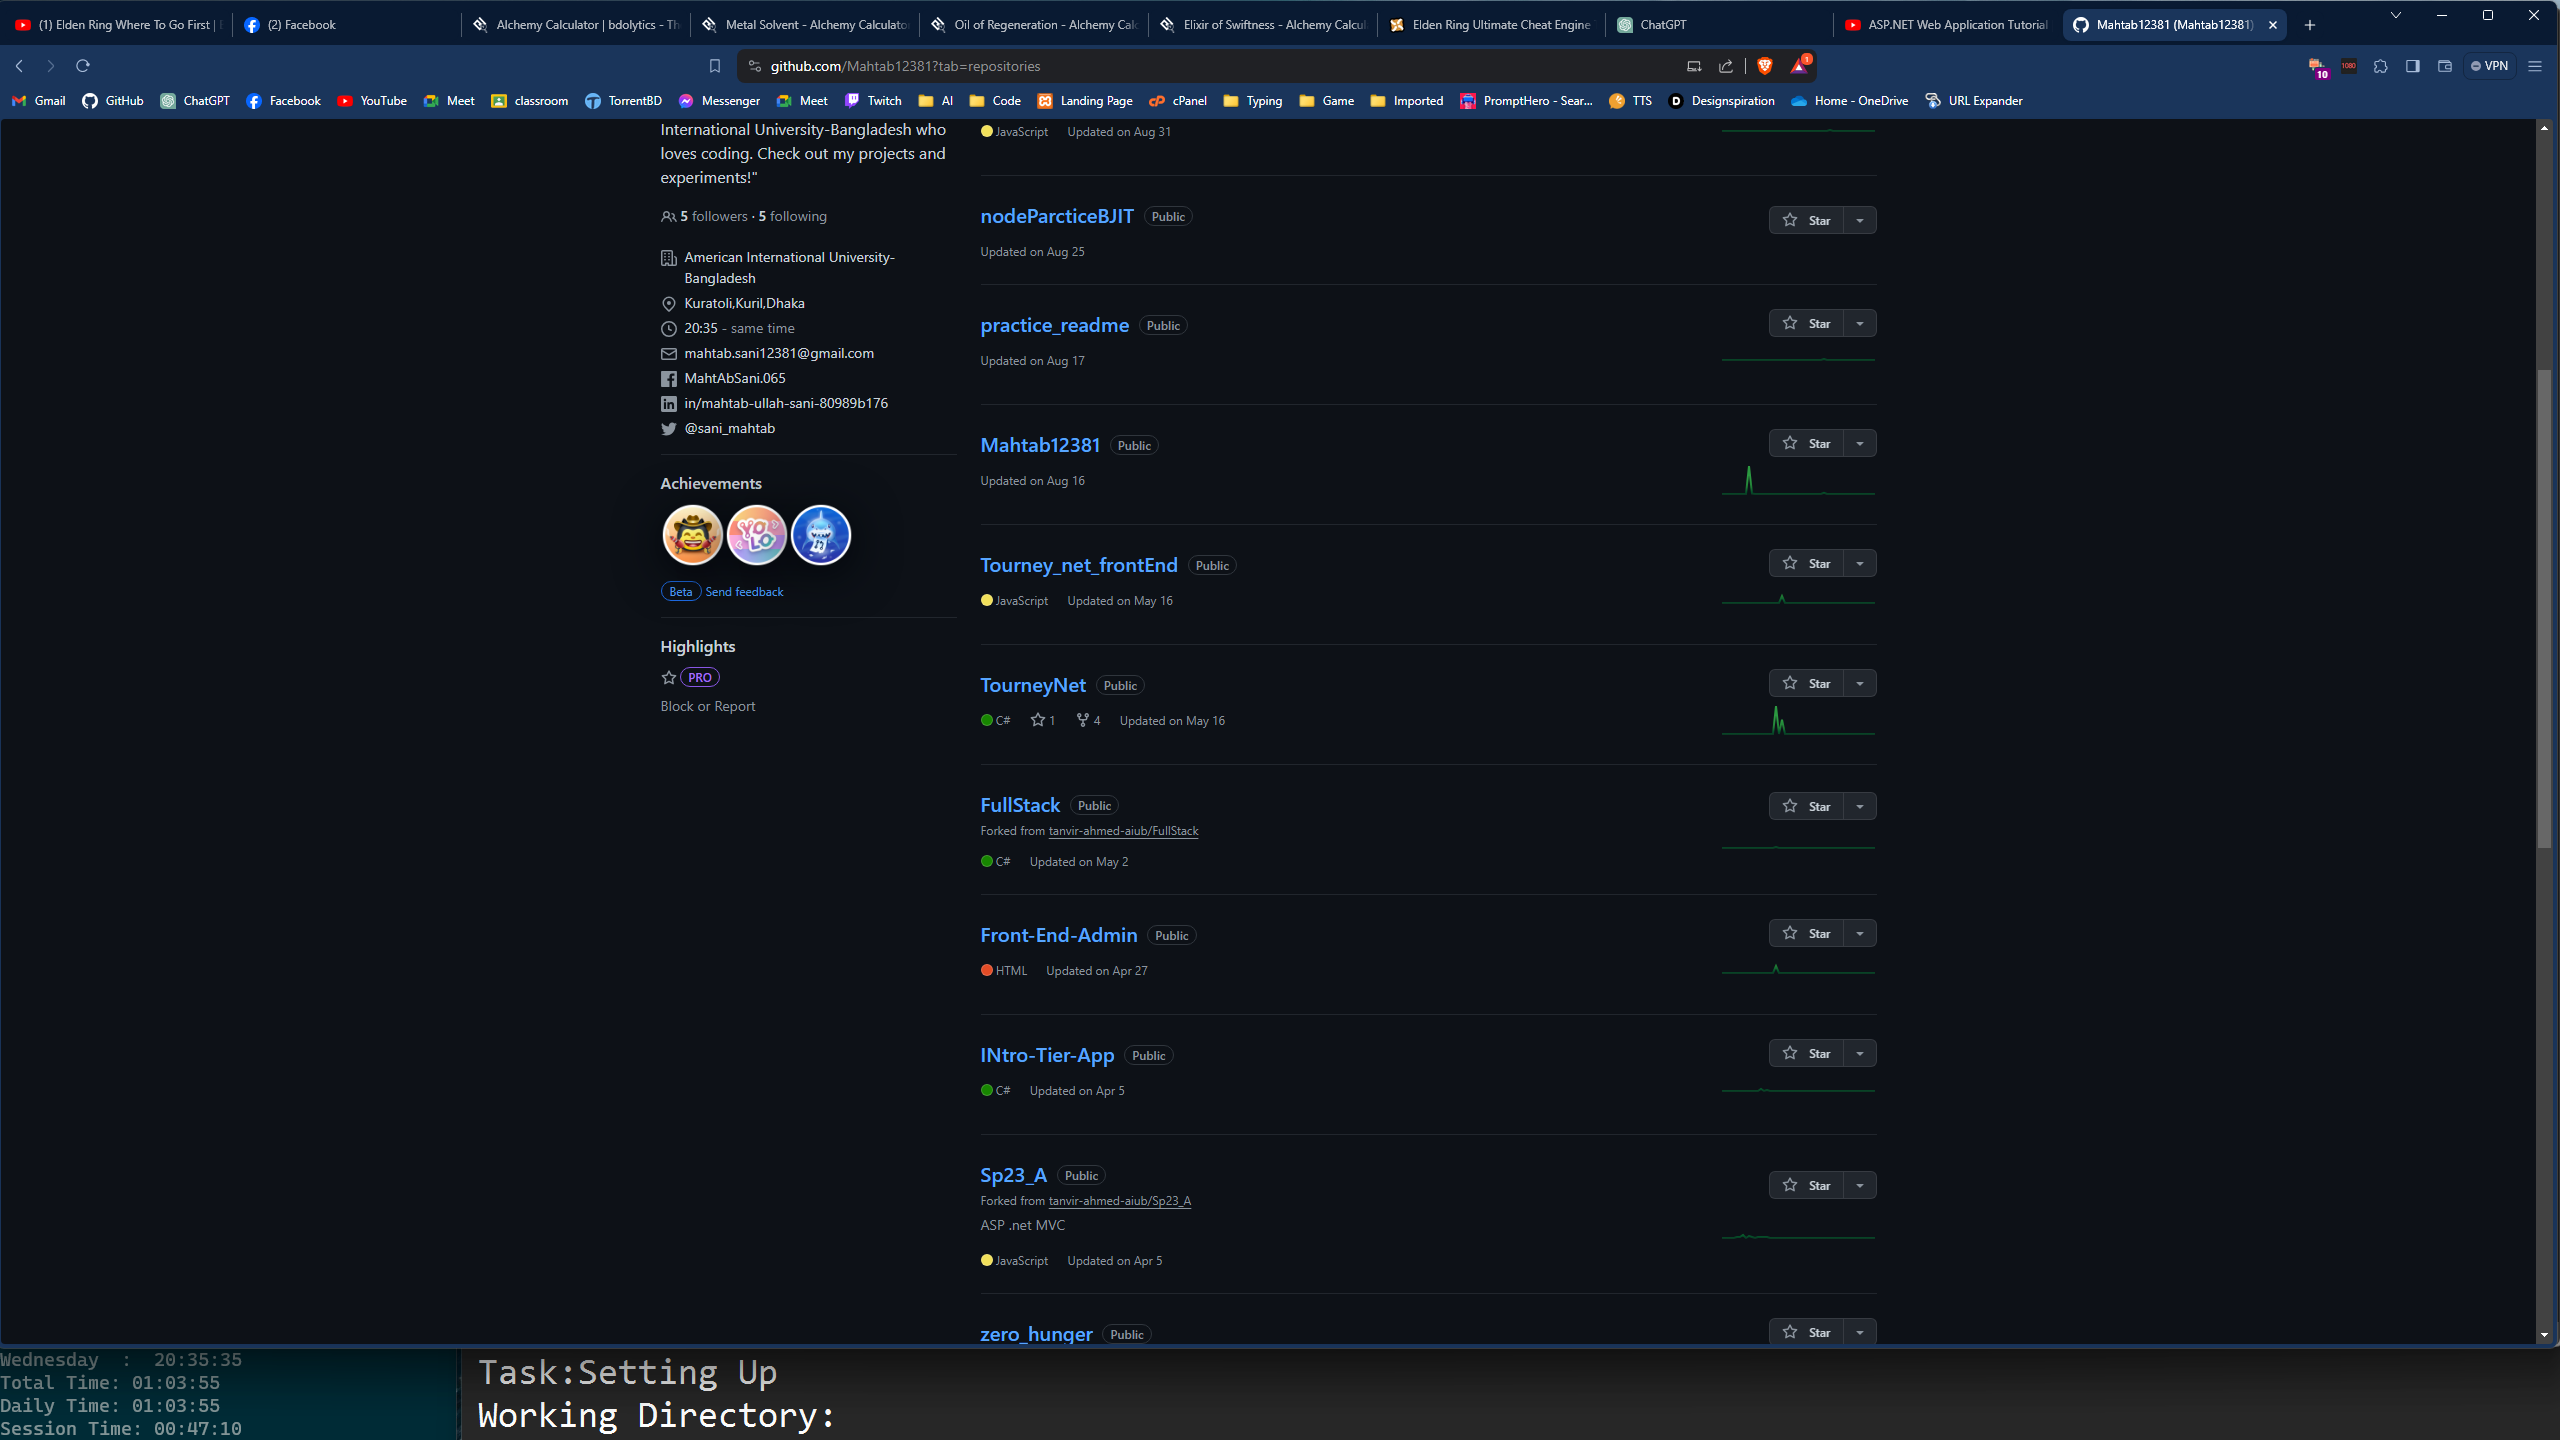 (1) Elden Ring Where To Go First |
(2) Facebook
Alchemy Calculator | bdolytics - Th
Metal Solvent - Alchemy Calculator
Oil of Regeneration - Alchemy Calc
Elixir of Swiftness - Alchemy Calcul
Elden Ring Ultimate Cheat Engine
ChatGPT
ASP.NET Web Application Tutorial
Mahtab12381 (Mahtab12381)
github.com/Mahtab12381?tab=repositories
1
10
1080
VPN
Gmail
GitHub
ChatGPT
Facebook
YouTube
Meet
classroom
TorrentBD
Messenger
Meet
Twitch
AI
Code
Landing Page
cPanel
Typing
Game
Imported
PromptHero - Sear...
TTS
Designspiration
Home - OneDrive
URL Expander
International University-Bangladesh who
loves coding. Check out my projects and
experiments!"
5 followers · 5 following
American International University-
Bangladesh
Kuratoli,Kuril,Dhaka
20:35 - same time
mahtab.sani12381@gmail.com
MahtAbSani.065
in/mahtab-ullah-sani-80989b176
@sani_mahtab
Achievements
YOLO
Beta Send feedback
Highlights
PRO
Block or Report
JavaScript Updated on Aug 31
nodeParcticeBJIT Public
Star
Updated on Aug 25
practice_readme Public
Star
Updated on Aug 17
Mahtab12381 Public
Star
Updated on Aug 16
Tourney_net_frontEnd Public
Star
JavaScript Updated on May 16
TourneyNet Public
Star
C# 1 4 Updated on May 16
FullStack Public
Star
Forked from tanvir-ahmed-aiub/FullStack
C# Updated on May 2
Front-End-Admin Public
Star
HTML Updated on Apr 27
INtro-Tier-App Public
Star
C# Updated on Apr 5
Sp23_A Public
Star
Forked from tanvir-ahmed-aiub/Sp23_A
ASP .net MVC
JavaScript Updated on Apr 5
zero_hunger Public
Star
Wednesday : 20:35:35
Total Time: 01:03:55
Daily Time: 01:03:55
Session Time: 00:47:10
Task:Setting Up
Working Directory: